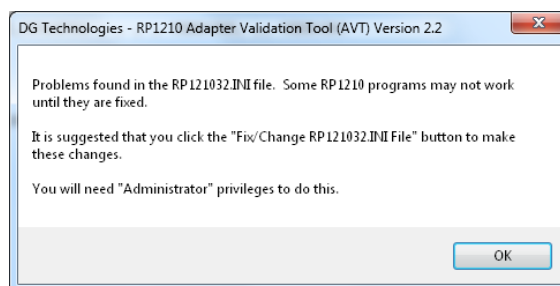 DG Technologies - RP1210 Adapter Validation Tool (AVT) Version 2.2
Problems found in the RP121032.INI file.  Some RP1210 programs may not work
until they are fixed.
It is suggested that you click the "Fix/Change RP121032.INI File" button to make
these changes.
You will need "Administrator" privileges to do this.
OK